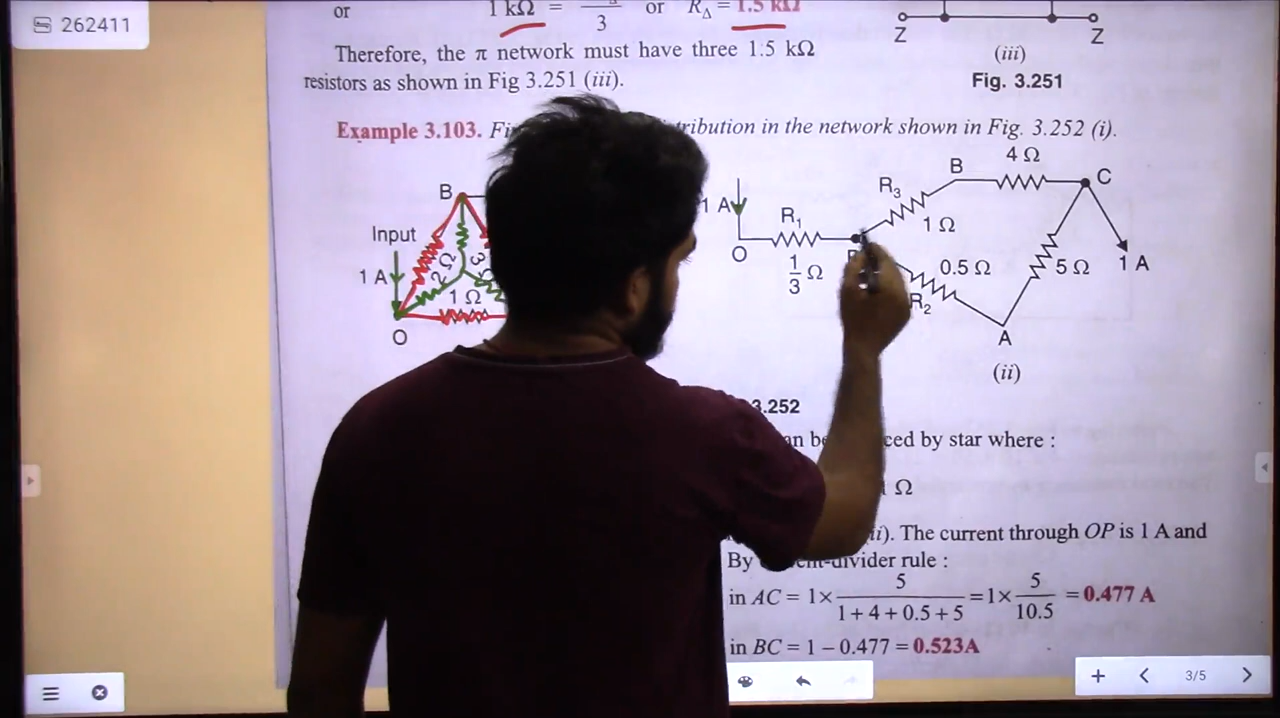 262411
or 1 kΩ = 3 or R∆ = 1.5 kΩ
Therefore, the π network must have three 1·5 kΩ
resistors as shown in Fig 3.251 (iii).
Z Z
(iii)
Fig. 3.251
Example 3.103. tribution in the network shown in Fig. 3.252 (i).
B
Input
1 A
2 Ω
3
1 Ω
O
1 A
O
R₁
1/3 Ω
R₃
1 Ω
B
4 Ω
C
0.5 Ω
R₂
5 Ω
1 A
A
(ii)
3.252
ced by star where :
Ω
The current through OP is 1 A and
By divider rule :
in AC = 1× 5/(1 + 4 + 0.5 + 5) = 1× 5/10.5 = 0.477 A
in BC = 1 – 0.477 = 0.523A
3/5